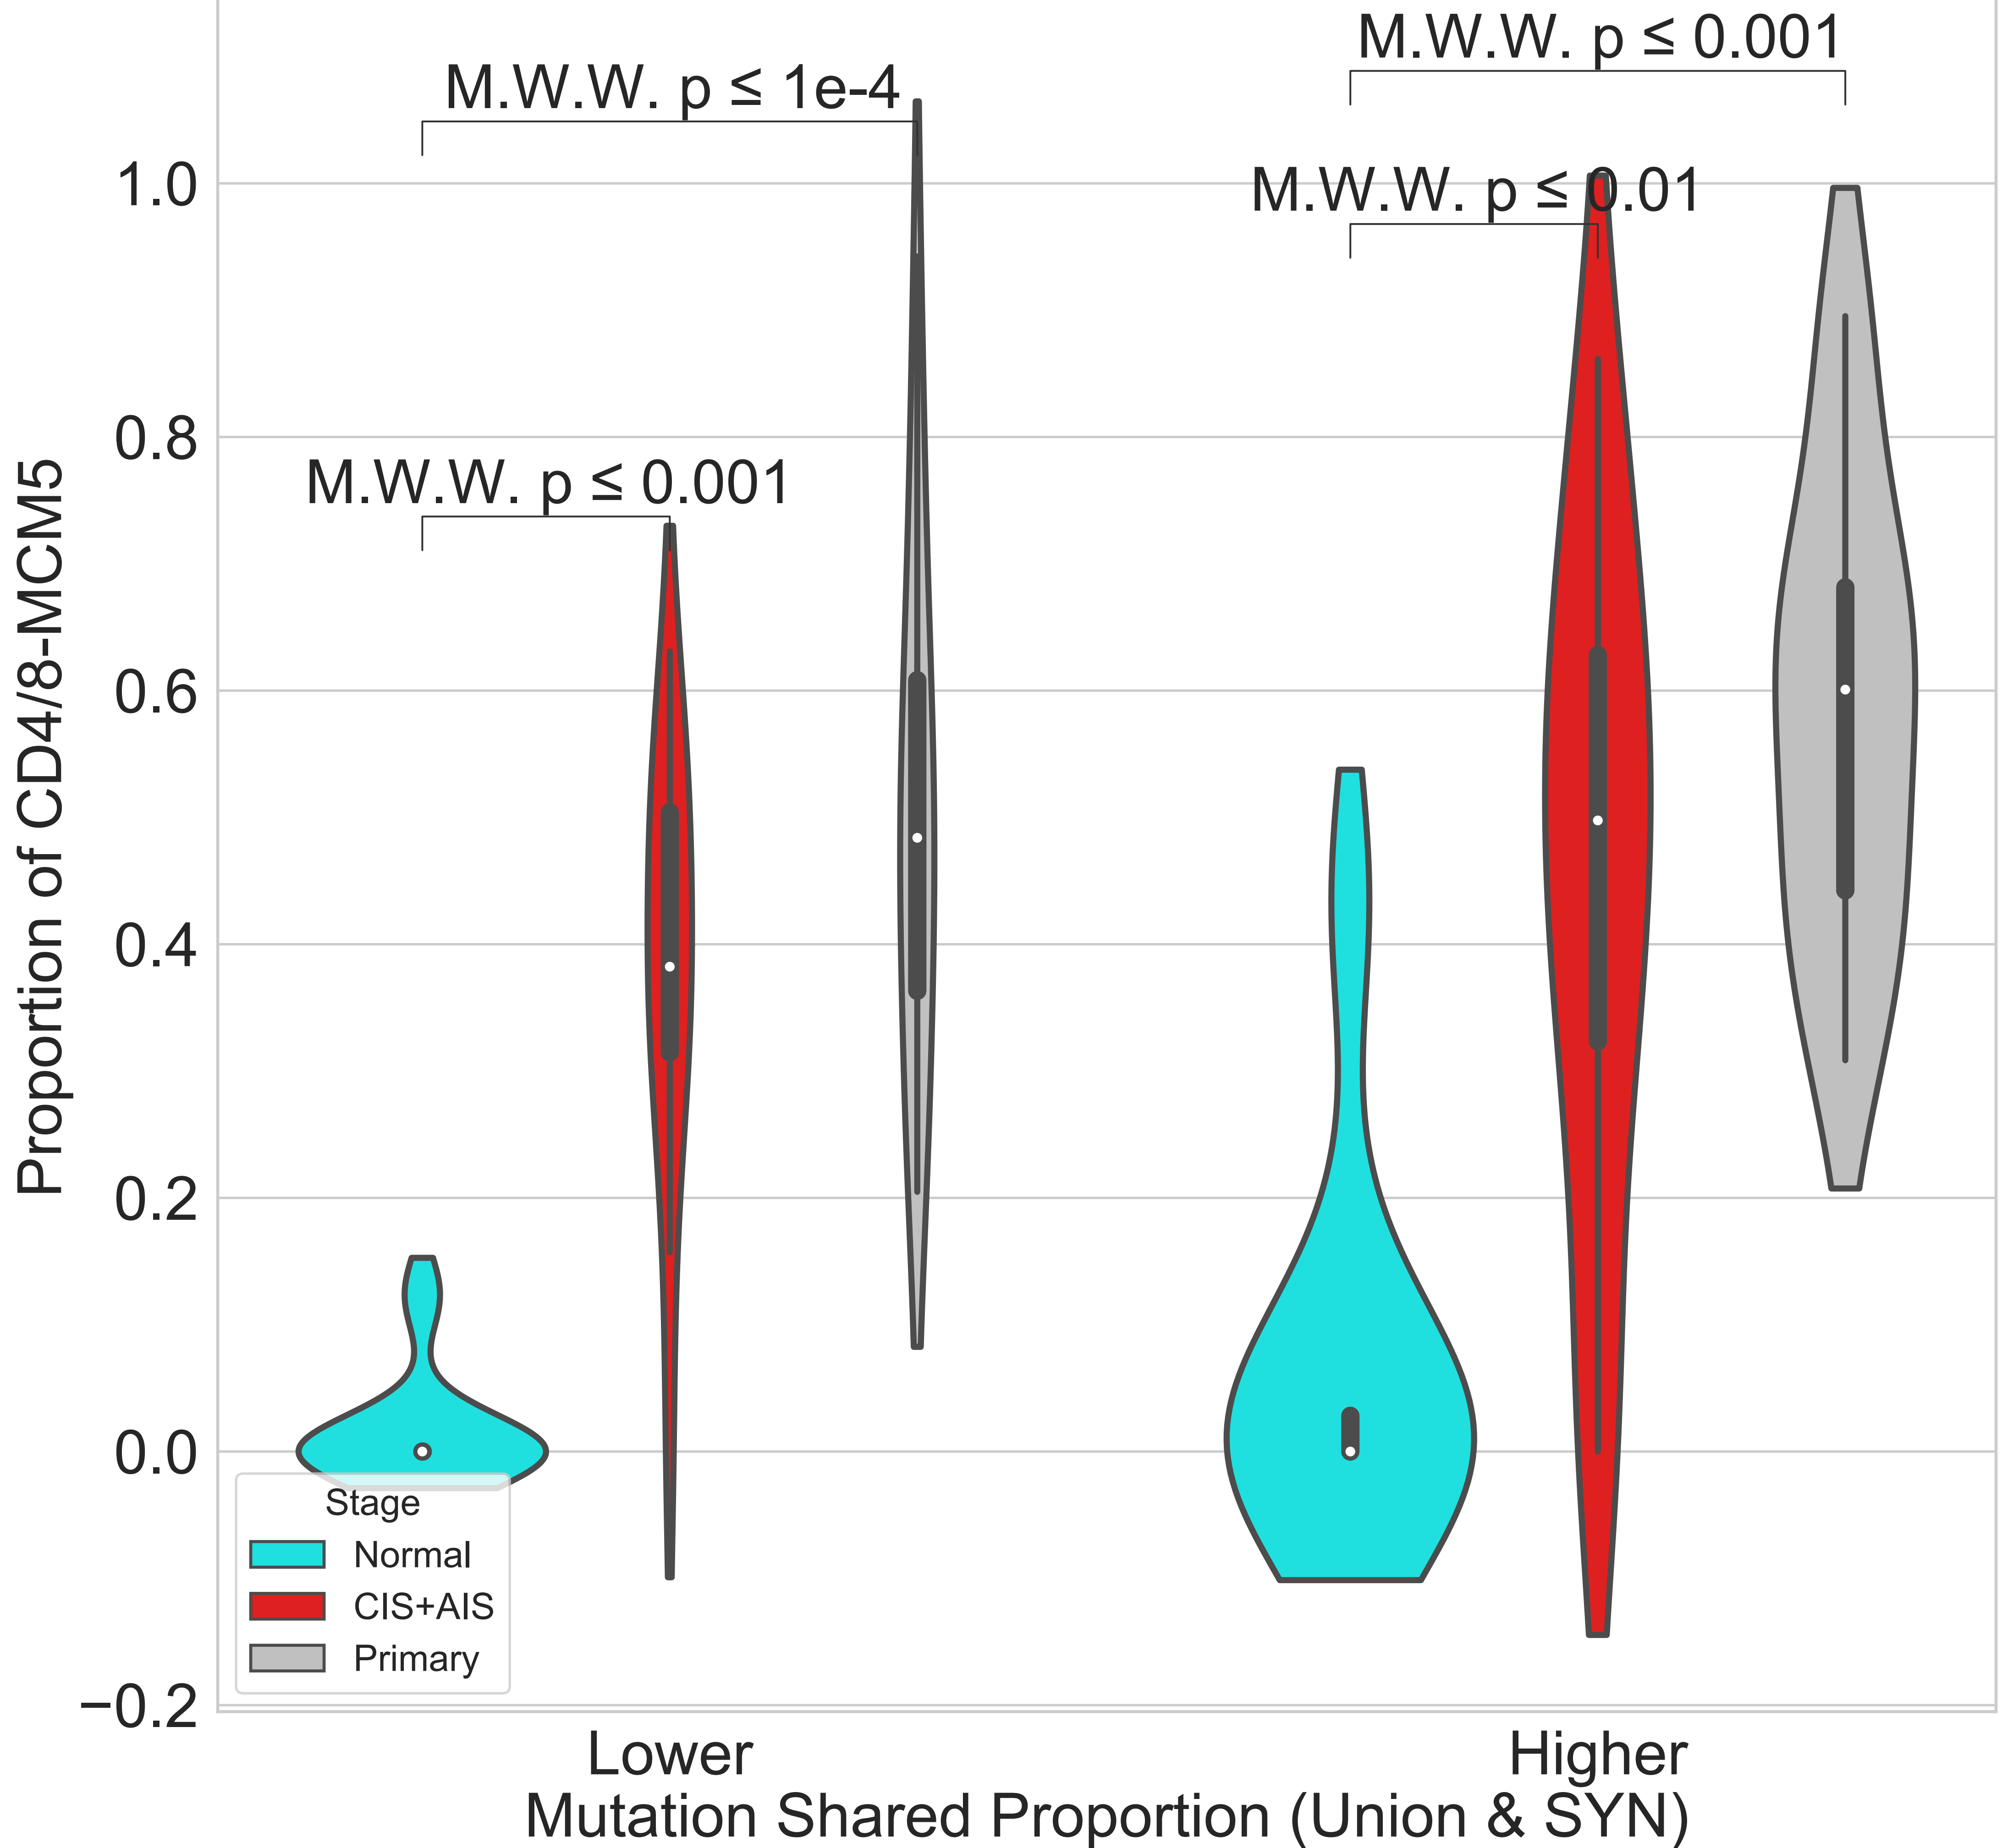 M.W.W. p ≤ 0.001
M.W.W. p ≤ 1e-4
M.W.W. p ≤ 0.01
M.W.W. p ≤ 0.001
Proportion of CD4/8-MCM5
1.0
0.8
0.6
0.4
0.2
0.0
−0.2
Stage
Normal
CIS+AIS
Primary
Lower
Higher
Mutation Shared Proportion (Union & SYN)